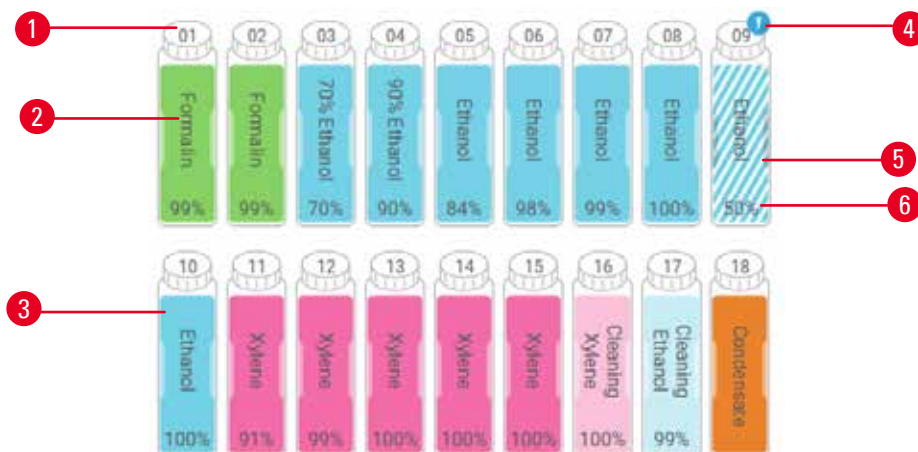 1
01 02 03 04 05 06 07 08 09
4
2
Formalin Formalin 70% Ethanol 90% Ethanol Ethanol Ethanol Ethanol Ethanol Ethanol
5
99% 99% 70% 90% 84% 98% 99% 100% 50%
6
10 11 12 13 14 15 16 17 18
3
Ethanol Xylene Xylene Xylene Xylene Xylene Cleaning Xylene Cleaning Ethanol Condensate
100% 91% 99% 100% 100% 100% 100% 99%